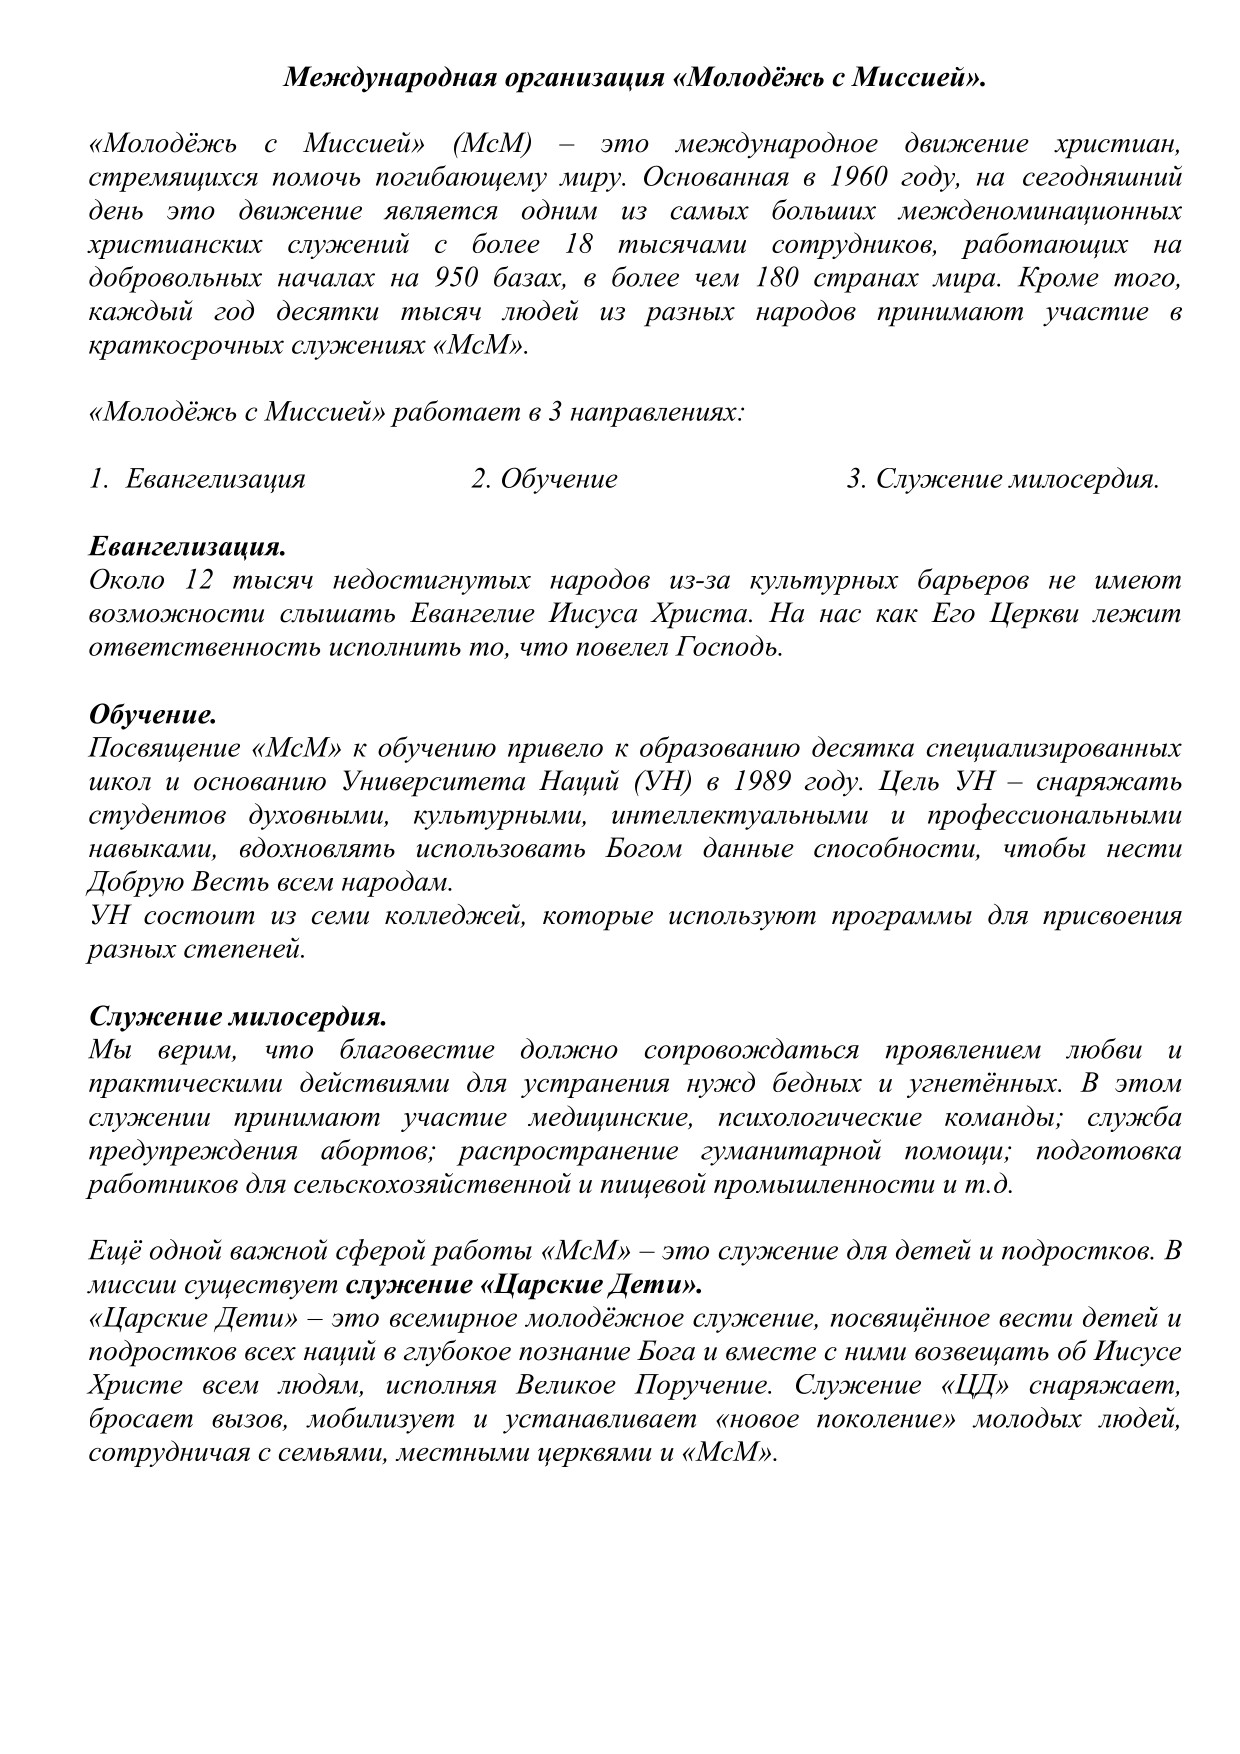 Международная организация «Молодёжь с Миссией».
«Молодёжь с Миссией» (МсМ) – это международное движение христиан,
стремящихся помочь погибающему миру. Основанная в 1960 году, на сегодняшний
день это движение является одним из самых больших межденоминационных
христианских служений с более 18 тысячами сотрудников, работающих на
добровольных началах на 950 базах, в более чем 180 странах мира. Кроме того,
каждый год десятки тысяч людей из разных народов принимают участие в
краткосрочных служениях «МсМ».
«Молодёжь с Миссией» работает в 3 направлениях:
1. Евангелизация 2. Обучение 3. Служение милосердия.
Евангелизация.
Около 12 тысяч недостигнутых народов из-за культурных барьеров не имеют
возможности слышать Евангелие Иисуса Христа. На нас как Его Церкви лежит
ответственность исполнить то, что повелел Господь.
Обучение.
Посвящение «МсМ» к обучению привело к образованию десятка специализированных
школ и основанию Университета Наций (УН) в 1989 году. Цель УН – снаряжать
студентов духовными, культурными, интеллектуальными и профессиональными
навыками, вдохновлять использовать Богом данные способности, чтобы нести
Добрую Весть всем народам.
УН состоит из семи колледжей, которые используют программы для присвоения
разных степеней.
Служение милосердия.
Мы верим, что благовестие должно сопровождаться проявлением любви и
практическими действиями для устранения нужд бедных и угнетённых. В этом
служении принимают участие медицинские, психологические команды; служба
предупреждения абортов; распространение гуманитарной помощи; подготовка
работников для сельскохозяйственной и пищевой промышленности и т.д.
Ещё одной важной сферой работы «МсМ» – это служение для детей и подростков. В
миссии существует служение «Царские Дети».
«Царские Дети» – это всемирное молодёжное служение, посвящённое вести детей и
подростков всех наций в глубокое познание Бога и вместе с ними возвещать об Иисусе
Христе всем людям, исполняя Великое Поручение. Служение «ЦД» снаряжает,
бросает вызов, мобилизует и устанавливает «новое поколение» молодых людей,
сотрудничая с семьями, местными церквями и «МсМ».